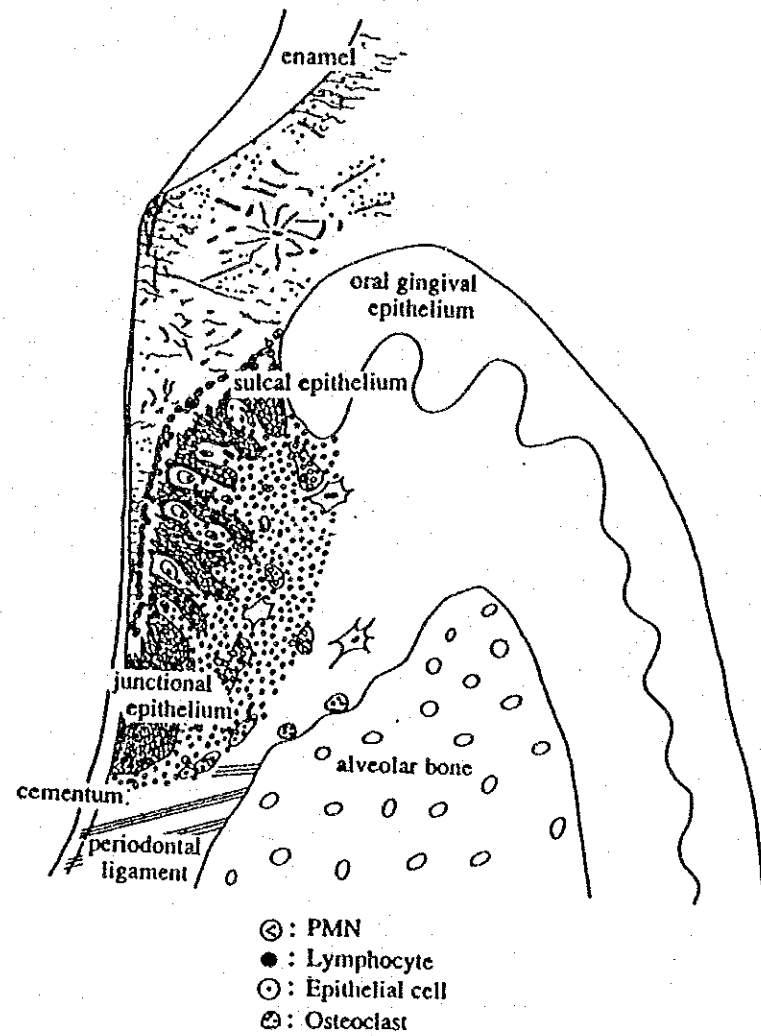 enamel
oral gingival
epithelium
sulcal epithelium
junctional
epithelium
alveolar bone
cementum.
periodontal
ligament
: PMN
: Lymphocyte
: Epithelial cell
: Osteoclast